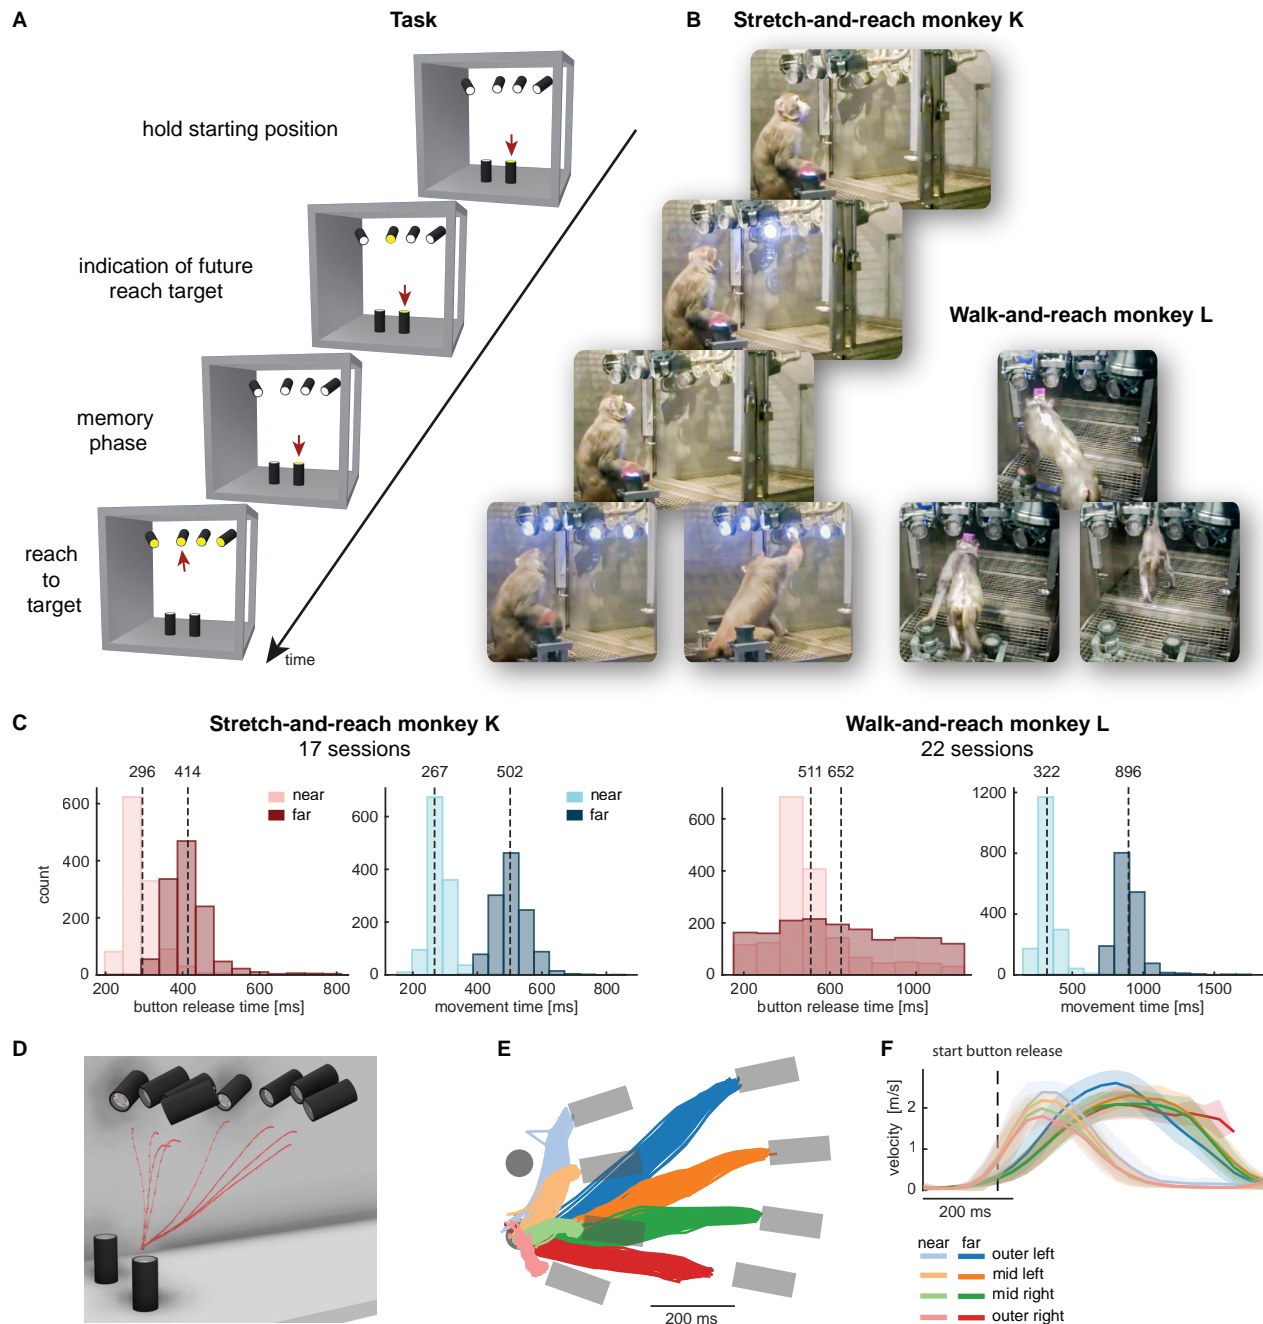 A
Task
hold starting position
indication of future
reach target
memory
phase
reach
to
target
time
B
Stretch-and-reach monkey K
Walk-and-reach monkey L
C
Stretch-and-reach monkey K
17 sessions
Walk-and-reach monkey L
22 sessions
296
414
near
far
600
400
200
0
count
200
400
600
800
button release time [ms]
267
502
near
far
600
400
200
0
200
400
600
800
movement time [ms]
511
652
600
400
200
0
200
600
1000
button release time [ms]
322
896
1200
800
400
0
500
1000
1500
movement time [ms]
D
E
200 ms
F
start button release
velocity [m/s]
2
1
0
200 ms
near
far
outer left
mid left
mid right
outer right